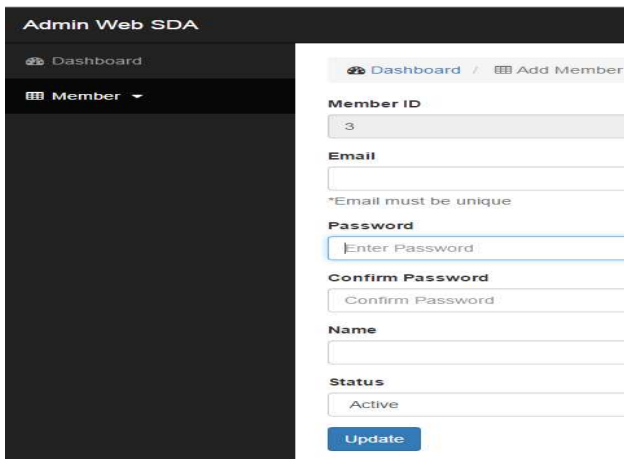 Admin Web SDA
Dashboard
Member
Dashboard / Add Member
Member ID
3
Email
*Email must be unique
Password
Enter Password
Confirm Password
Confirm Password
Name
Status
Active
Update